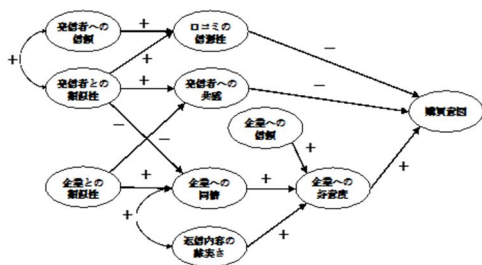 発信者への
信頼
口コミの
信憑性
発信者との
類似性
発信者への
共感
企業への
信頼
購買意図
企業との
類似性
企業への
同情
企業への
好意度
返信内容の
誠実さ
+
+
+
+
−
−
−
−
+
+
+
+
+
+